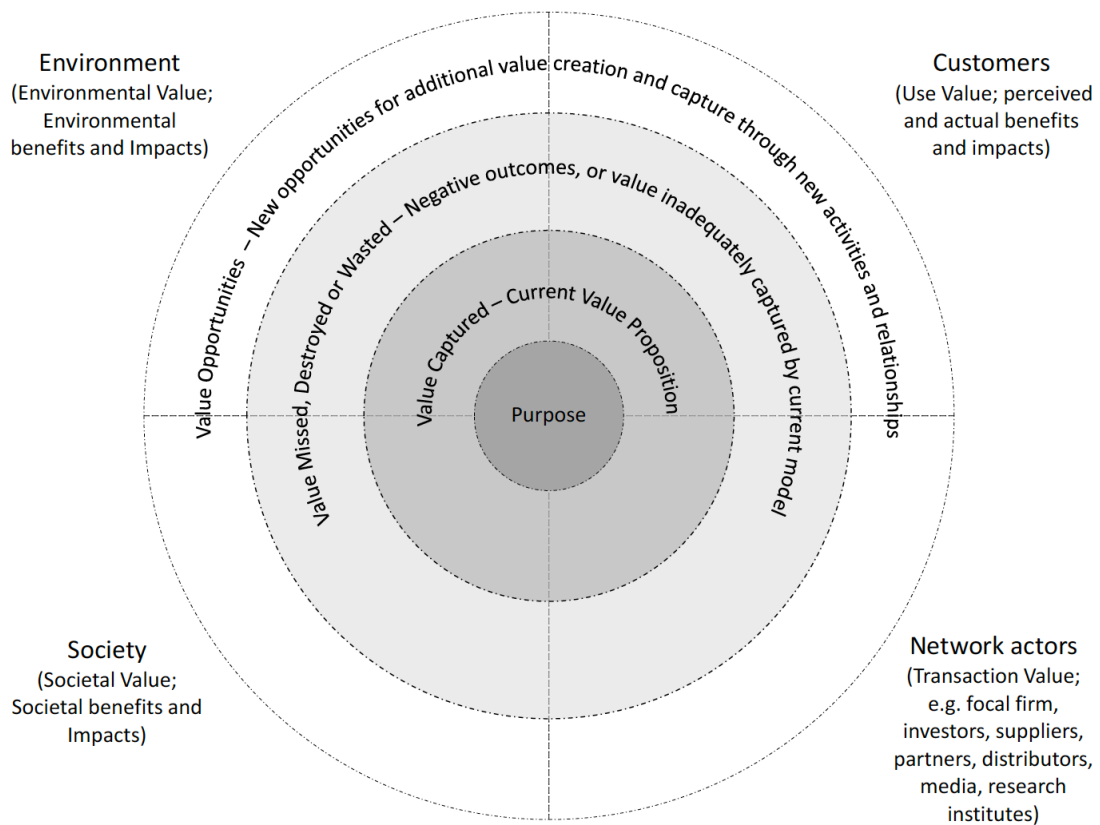 Environment
(Environmental Value;
Environmental
benefits and Impacts)
Customers
(Use Value; perceived
and actual benefits
and impacts)
Value Opportunities – New opportunities for additional value creation and capture through new activities and relationships
Value Missed, Destroyed or Wasted – Negative outcomes, or value inadequately captured by current model
Value Captured – Current Value Proposition
Purpose
Society
(Societal Value;
Societal benefits and
Impacts)
Network actors
(Transaction Value;
e.g. focal firm,
investors, suppliers,
partners, distributors,
media, research
institutes)